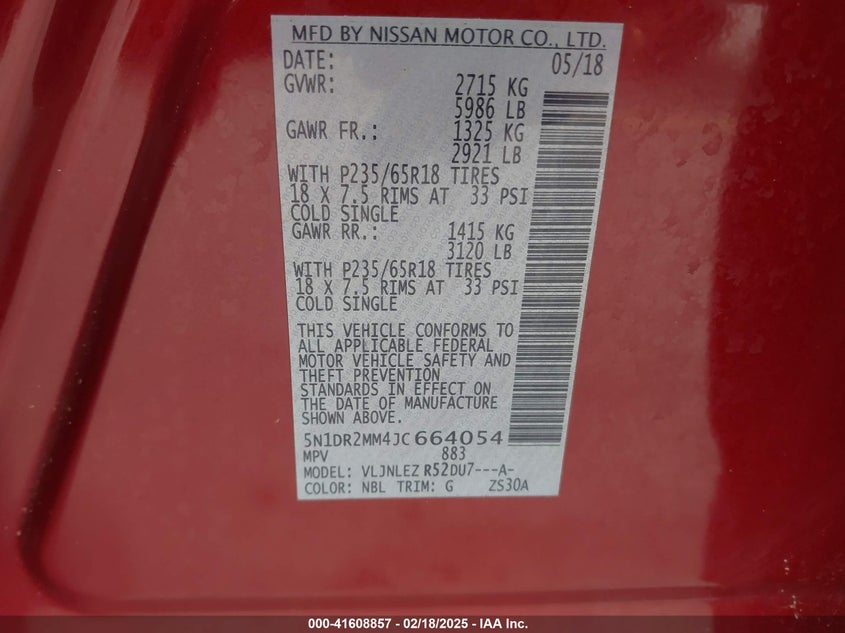 MFD BY NISSAN MOTOR CO., LTD.
DATE: 05/18
GVWR: 2715 KG
5986 LB
GAWR FR.: 1325 KG
2921 LB
WITH P235/65R18 TIRES
18 X 7.5 RIMS AT 33 PSI
COLD SINGLE
GAWR RR.: 1415 KG
3120 LB
WITH P235/65R18 TIRES
18 X 7.5 RIMS AT 33 PSI
COLD SINGLE
THIS VEHICLE CONFORMS TO
ALL APPLICABLE FEDERAL
MOTOR VEHICLE SAFETY AND
THEFT PREVENTION
STANDARDS IN EFFECT ON
THE DATE OF MANUFACTURE
SHOWN ABOVE.
5N1DR2MM4JC664054
MPV 883
MODEL: VLJNLEZ R52DU7---A-
COLOR: NBL TRIM: G ZS30A
000-41608857 - 02/18/2025 - IAA Inc.